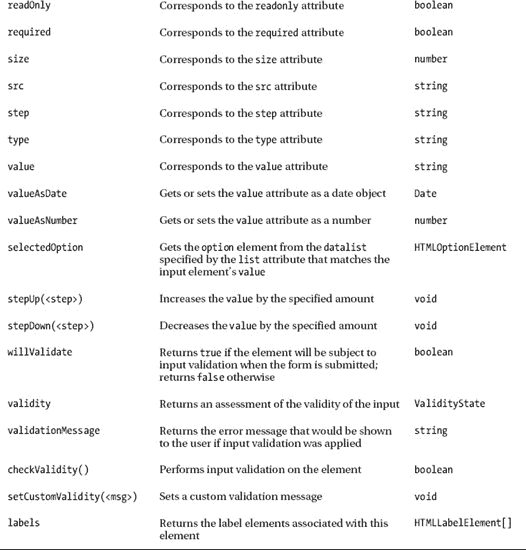 readOnly Corresponds to the readonly attribute boolean
required Corresponds to the required attribute boolean
size Corresponds to the size attribute number
src Corresponds to the src attribute string
step Corresponds to the step attribute string
type Corresponds to the type attribute string
value Corresponds to the value attribute string
valueAsDate Gets or sets the value attribute as a date object Date
valueAsNumber Gets or sets the value attribute as a number number
selectedOption Gets the option element from the datalist HTMLOptionElement
specified by the list attribute that matches the
input element's value
stepUp(<step>) Increases the value by the specified amount void
stepDown(<step>) Decreases the value by the specified amount void
willValidate Returns true if the element will be subject to boolean
input validation when the form is submitted;
returns false otherwise
validity Returns an assessment of the validity of the input ValidityState
validationMessage Returns the error message that would be shown string
to the user if input validation was applied
checkValidity() Performs input validation on the element boolean
setCustomValidity(<msg>) Sets a custom validation message void
labels Returns the label elements associated with this HTMLLabelElement[]
element